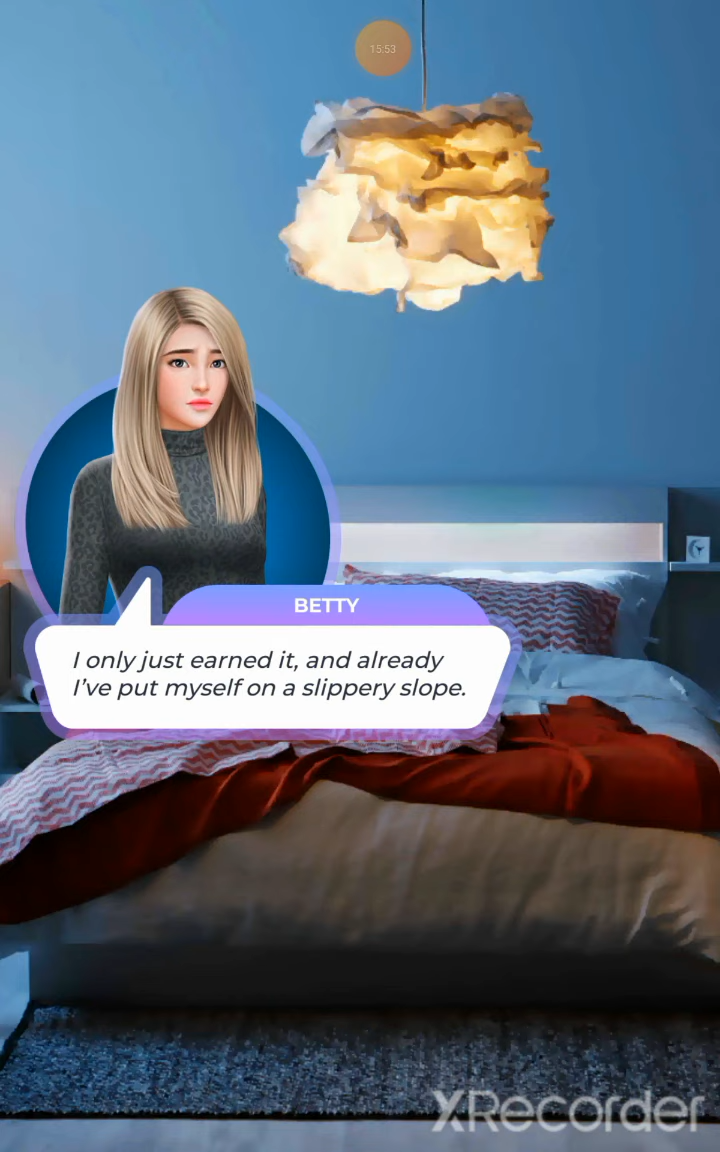 15:53
BETTY
I only just earned it, and already
I've put myself on a slippery slope.
XRecorder